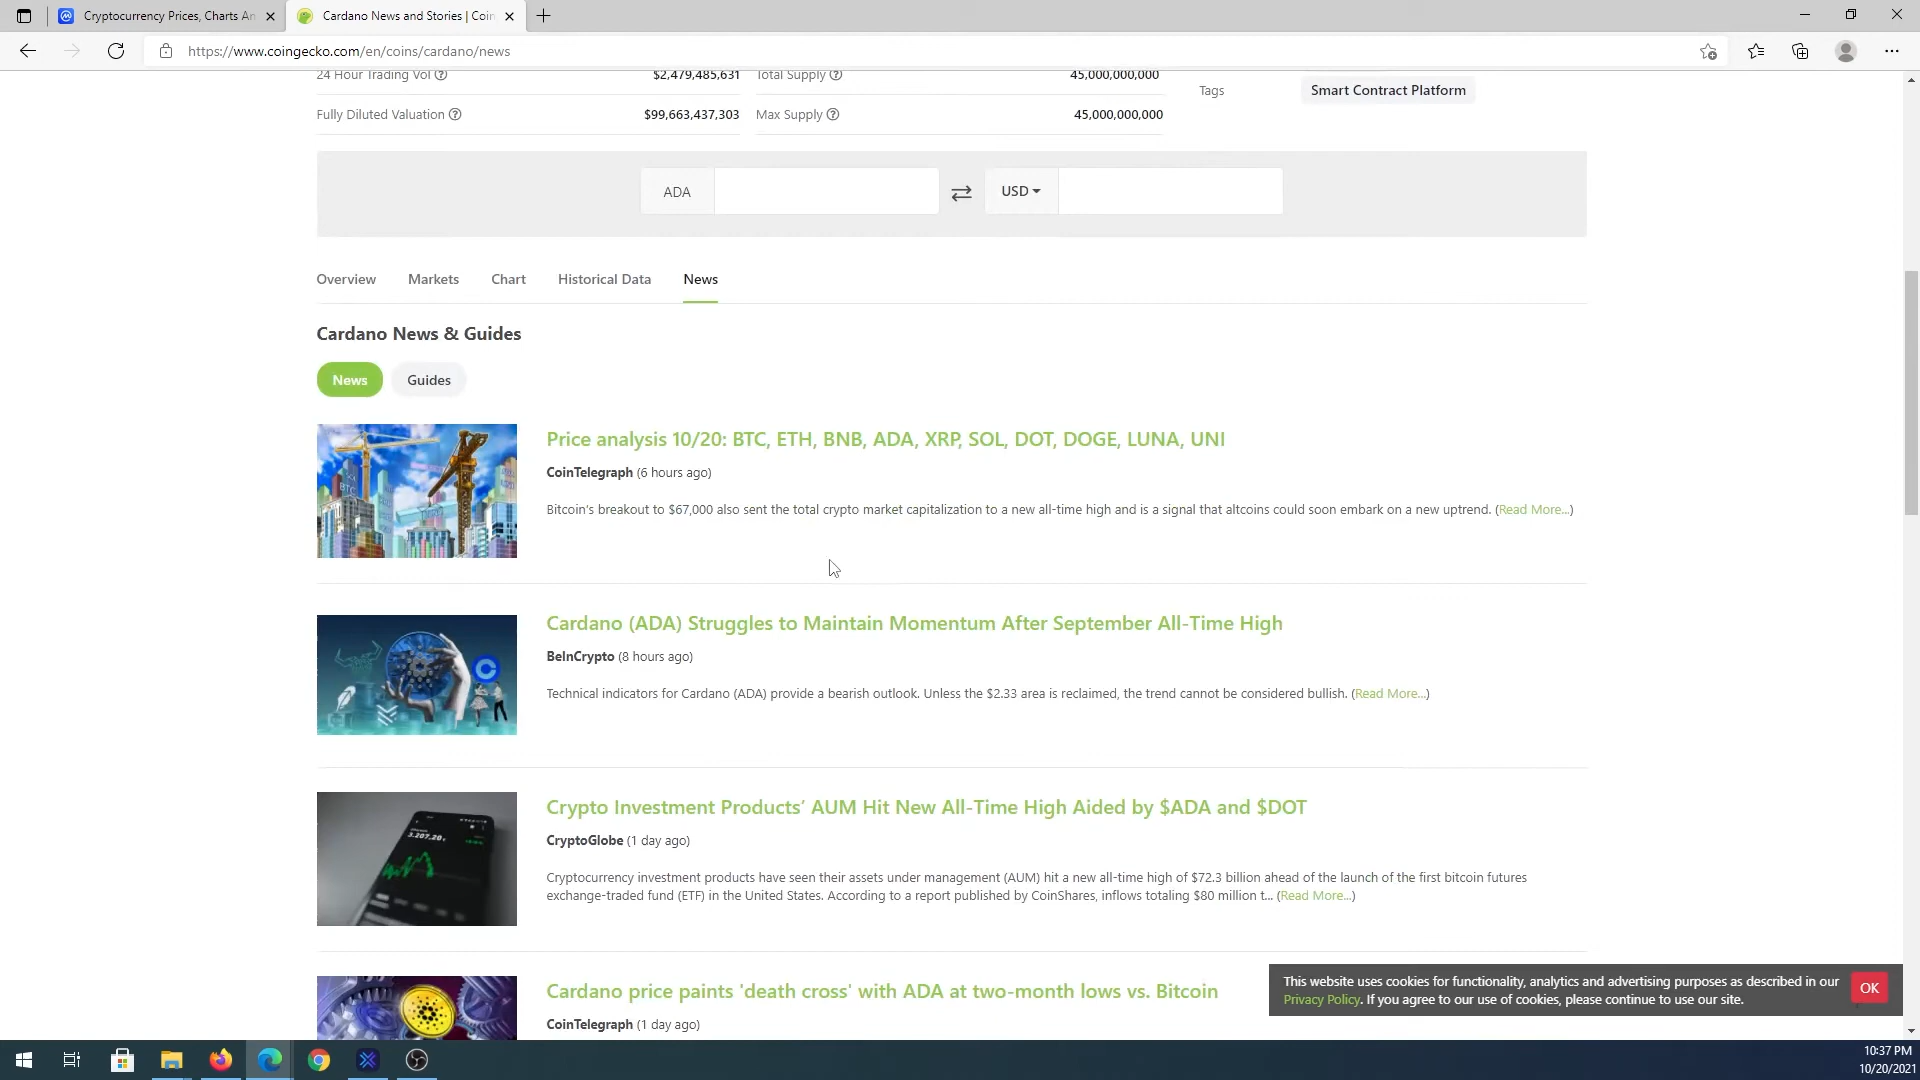 Cryptocurrency Prices, Charts An
Cardano News and Stories | Coin
https://www.coingecko.com/en/coins/cardano/news
24 Hour Trading Vol $2,479,485,631 Total Supply 45,000,000,000
Tags Smart Contract Platform
Fully Diluted Valuation $99,663,437,303 Max Supply 45,000,000,000
ADA USD
Overview Markets Chart Historical Data News
Cardano News & Guides
News Guides
Price analysis 10/20: BTC, ETH, BNB, ADA, XRP, SOL, DOT, DOGE, LUNA, UNI
CoinTelegraph (6 hours ago)
Bitcoin's breakout to $67,000 also sent the total crypto market capitalization to a new all-time high and is a signal that altcoins could soon embark on a new uptrend. (Read More...)
BTC
Cardano (ADA) Struggles to Maintain Momentum After September All-Time High
BeInCrypto (8 hours ago)
Technical indicators for Cardano (ADA) provide a bearish outlook. Unless the $2.33 area is reclaimed, the trend cannot be considered bullish. (Read More...)
Crypto Investment Products’ AUM Hit New All-Time High Aided by $ADA and $DOT
CryptoGlobe (1 day ago)
3.207,20
Cryptocurrency investment products have seen their assets under management (AUM) hit a new all-time high of $72.3 billion ahead of the launch of the first bitcoin futures
exchange-traded fund (ETF) in the United States. According to a report published by CoinShares, inflows totaling $80 million t... (Read More...)
Cardano price paints 'death cross' with ADA at two-month lows vs. Bitcoin
CoinTelegraph (1 day ago)
This website uses cookies for functionality, analytics and advertising purposes as described in our
Privacy Policy. If you agree to our use of cookies, please continue to use our site.
OK
10:37 PM
10/20/2021